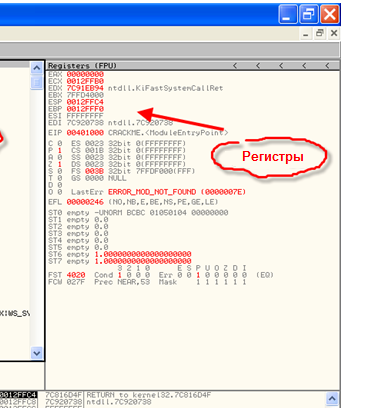 Registers (FPU) < < < < <
EAX 00000000
ECX 0012FFB0
EDX 7C91EB94 ntdll.KiFastSystemCallRet
EBX 7FFD4000
ESP 0012FFC4
EBP 0012FFF0
ESI FFFFFFFF
EDI 7C920738 ntdll.7C920738
EIP 00401000 CRACKME.<ModuleEntryPoint>
C 0 ES 0023 32bit 0(FFFFFFFF)
P 1 CS 001B 32bit 0(FFFFFFFF)
A 0 SS 0023 32bit 0(FFFFFFFF)
Z 1 DS 0023 32bit 0(FFFFFFFF)
S 0 FS 003B 32bit 7FFDF000(FFF)
T 0 GS 0000 NULL
D 0
O 0 LastErr ERROR_MOD_NOT_FOUND (0000007E)
EFL 00000246 (NO,NB,E,BE,NS,PE,GE,LE)
ST0 empty -UNORM BCBC 01050104 00000000
ST1 empty 0.0
ST2 empty 0.0
ST3 empty 0.0
ST4 empty 0.0
ST5 empty 0.0
ST6 empty 1.0000000000000000000
ST7 empty 1.0000000000000000000
3 2 1 0 E S P U O Z D I
FST 4020 Cond 1 0 0 0 Err 0 0 1 0 0 0 0 0 (EQ)
FCW 027F Prec NEAR,53 Mask 1 1 1 1 1 1
Регистры
0012FFC4 7C816D4F RETURN to kernel32.7C816D4F
0012FFC8 7C920738 ntdll.7C920738